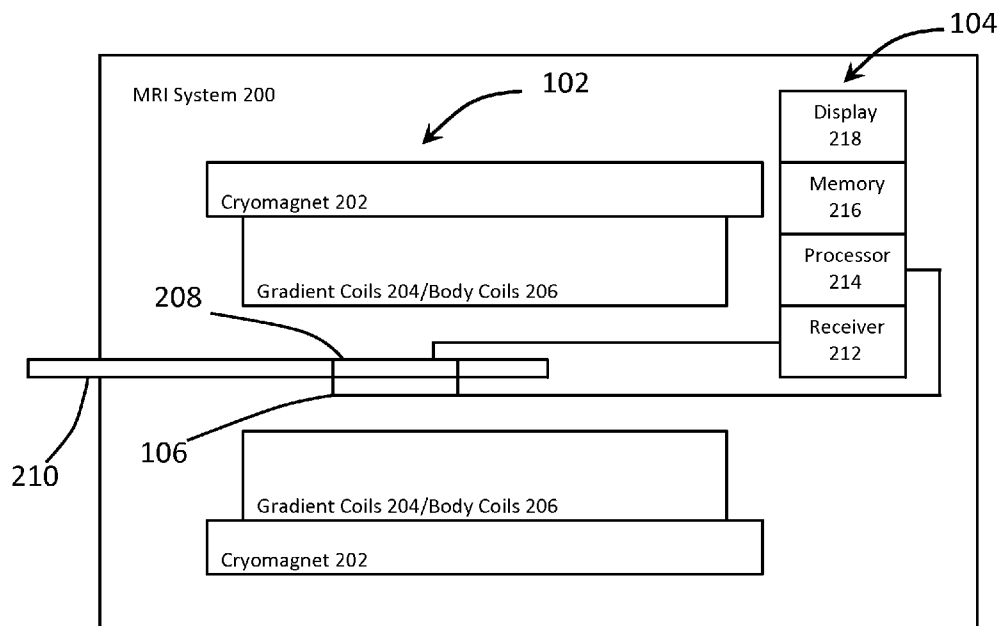 104
MRI System 200
102
Display
218
Cryomagnet 202
Memory
216
Processor
214
Gradient Coils 204/Body Coils 206
208
Receiver
212
106
210
Gradient Coils 204/Body Coils 206
Cryomagnet 202